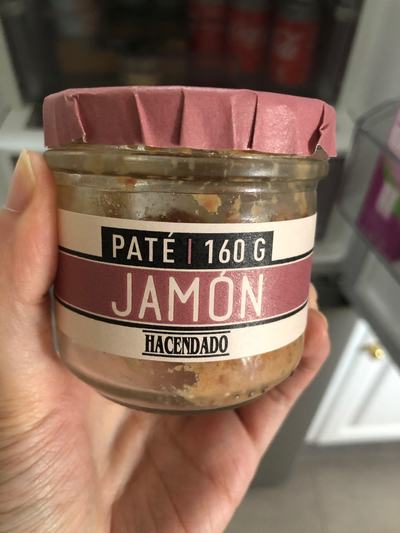 PATÉ | 160 G
JAMÓN
HACENDADO